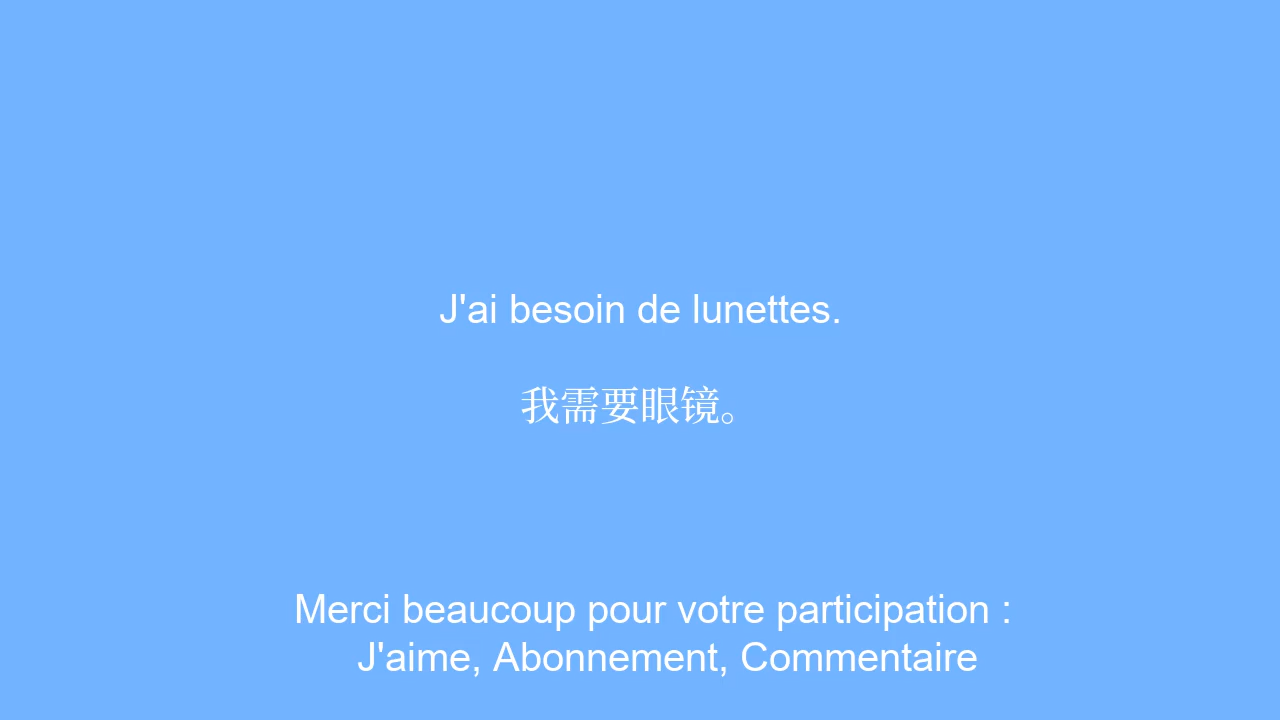 J'ai besoin de lunettes.
我需要眼镜。
Merci beaucoup pour votre participation :
J'aime, Abonnement, Commentaire